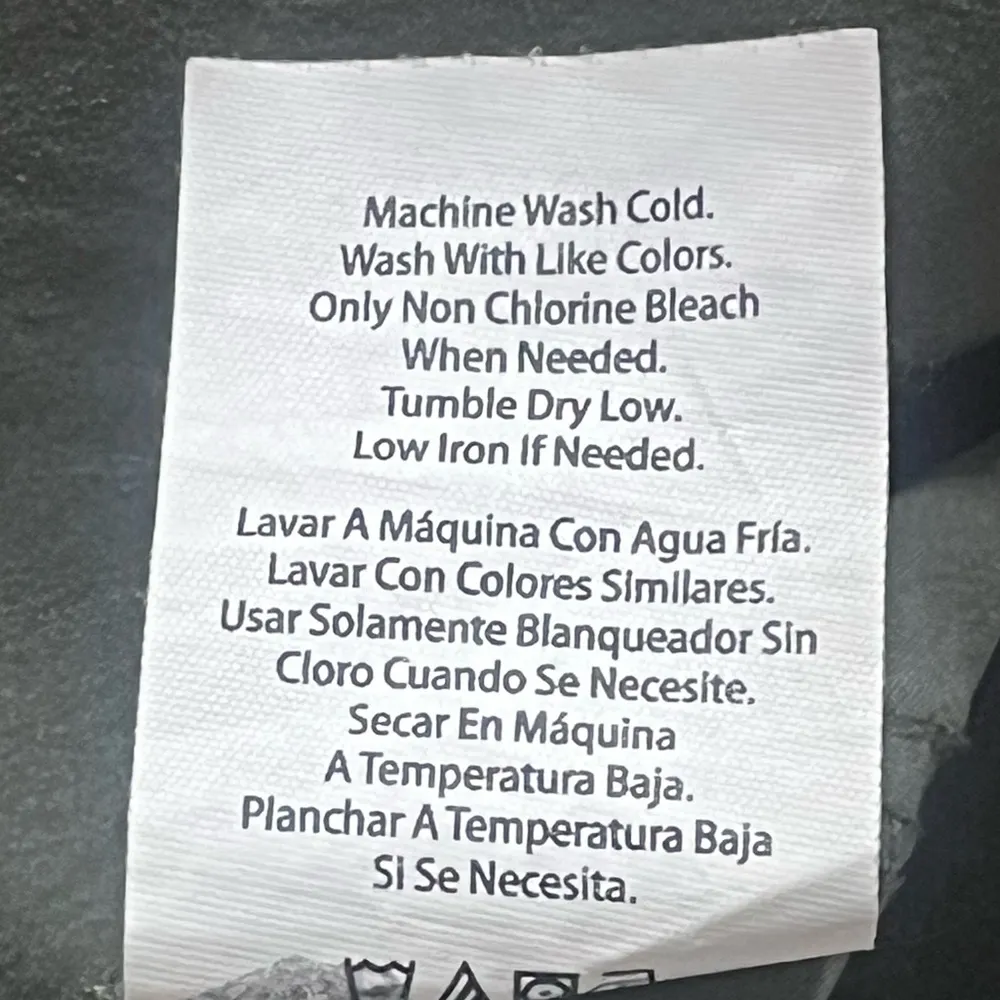 Machine Wash Cold.
Wash With Like Colors.
Only Non Chlorine Bleach
When Needed.
Tumble Dry Low.
Low Iron If Needed.
Lavar A Máquina Con Agua Fría.
Lavar Con Colores Similares.
Usar Solamente Blanqueador Sin
Cloro Cuando Se Necesite.
Secar En Máquina
A Temperatura Baja.
Planchar A Temperatura Baja
Si Se Necesita.